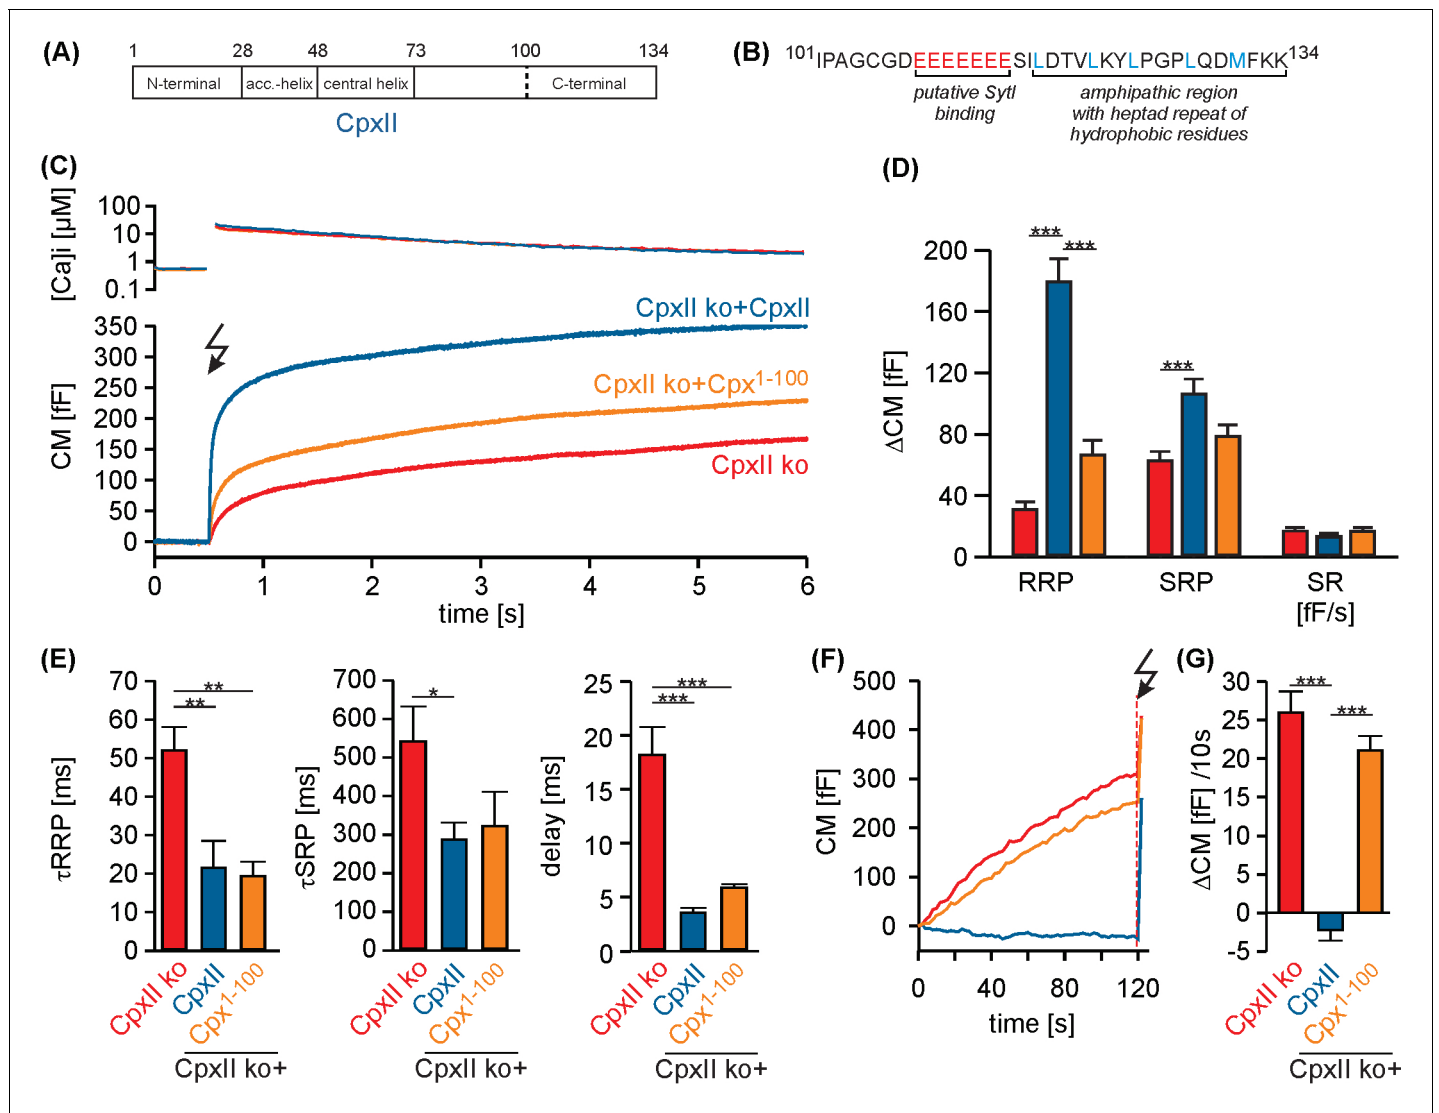 (A)
1 28 48 73 100 134
N-terminal acc.-helix central helix C-terminal
CpxII
(B)
101IPAGCGDEEEEEEESILDTVLKYLPGPLQDMFKK134
putative SytI
binding
amphipathic region
with heptad repeat of
hydrophobic residues
(C)
[Ca]i [µM]
100
10
1
0.1
CM [fF]
350
300
250
200
150
100
50
0
CpxII ko+CpxII
CpxII ko+Cpx1-100
CpxII ko
0 1 2 3 4 5 6
time [s]
(D)
ΔCM [fF]
200
160
120
80
40
0
***
***
***
RRP SRP SR
[fF/s]
(E)
τRRP [ms]
70
60
50
40
30
20
10
0
**
**
CpxII ko
CpxII
Cpx1-100
CpxII ko+
τSRP [ms]
700
600
500
400
300
200
100
0
*
CpxII ko
CpxII
Cpx1-100
CpxII ko+
delay [ms]
25
20
15
10
5
0
***
***
CpxII ko
CpxII
Cpx1-100
CpxII ko+
(F)
CM [fF]
500
400
300
200
100
0
0 40 80 120
time [s]
(G)
ΔCM [fF] /10s
30
25
20
15
10
5
0
-5
***
***
CpxII ko
CpxII
Cpx1-100
CpxII ko+